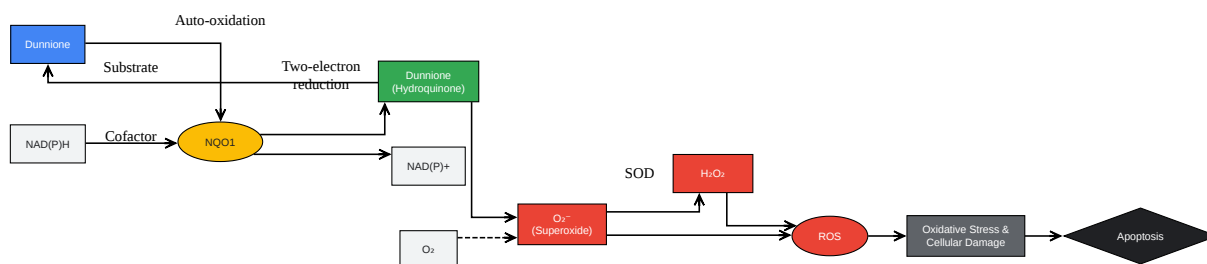 Auto-oxidation
Dunnione
Substrate
Two-electron
reduction
Dunnione
(Hydroquinone)
NAD(P)H
Cofactor
NQO1
NAD(P)+
SOD
H₂O₂
O₂⁻
(Superoxide)
O₂
ROS
Oxidative Stress &
Cellular Damage
Apoptosis